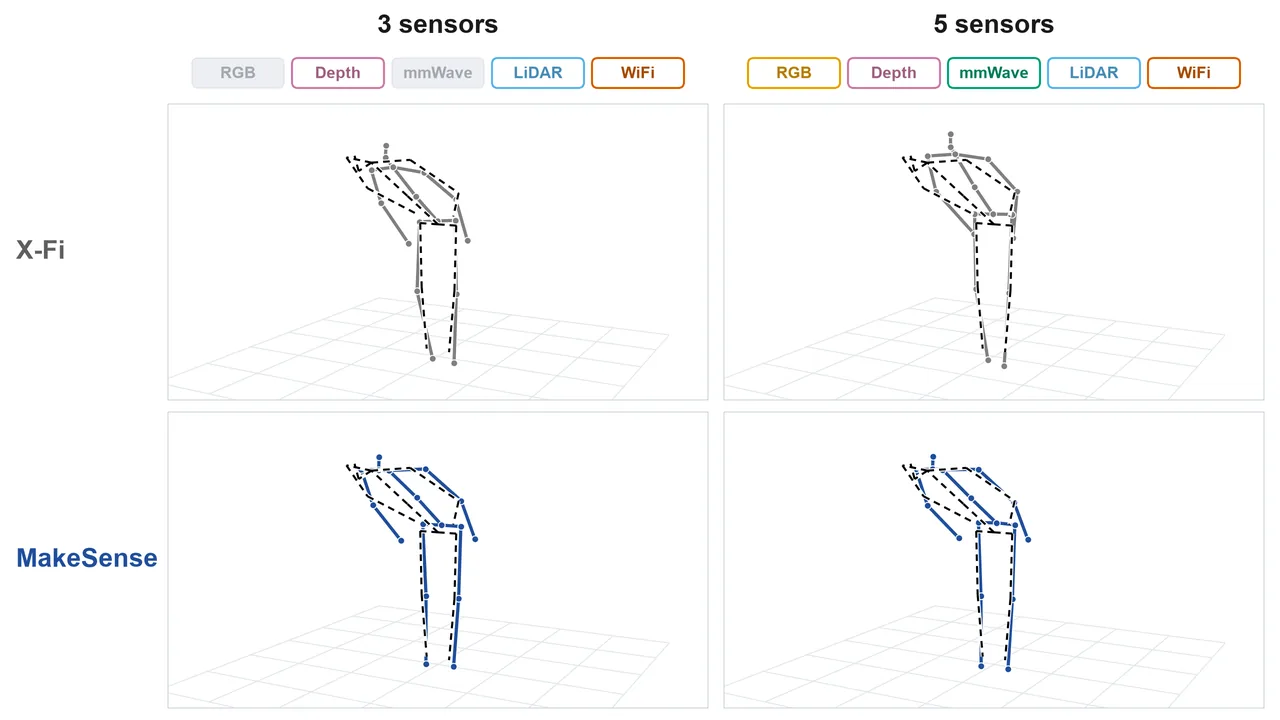 3 sensors
5 sensors
RGB Depth mmWave LiDAR WiFi
RGB Depth mmWave LiDAR WiFi
X-Fi
MakeSense